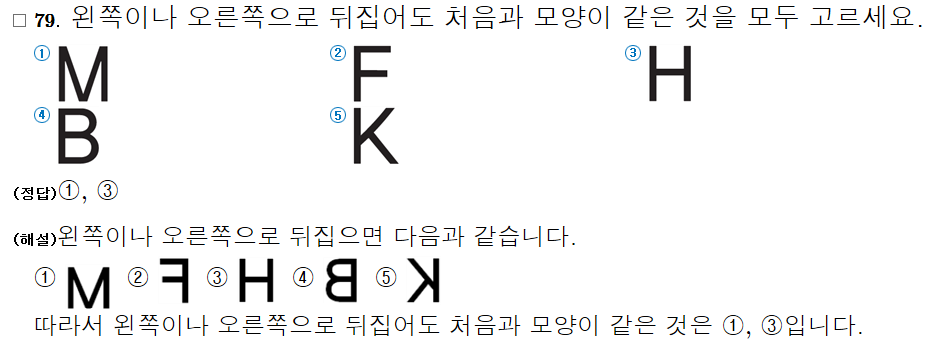 □ 79. 왼쪽이나 오른쪽으로 뒤집어도 처음과 모양이 같은 것을 모두 고르세요.
① M ② F ③ H
④ B ⑤ K
(정답)①, ③
(해설)왼쪽이나 오른쪽으로 뒤집으면 다음과 같습니다.
① M ② F ③ H ④ B ⑤ K
따라서 왼쪽이나 오른쪽으로 뒤집어도 처음과 모양이 같은 것은 ①, ③입니다.